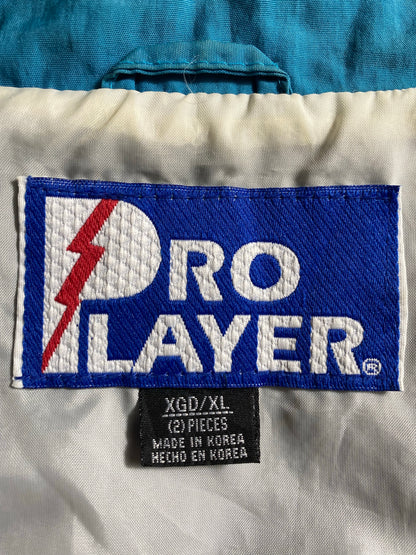 PRO
PLAYER®
XGD/XL
(2) PIECES
MADE IN KOREA
HECHO EN KOREA